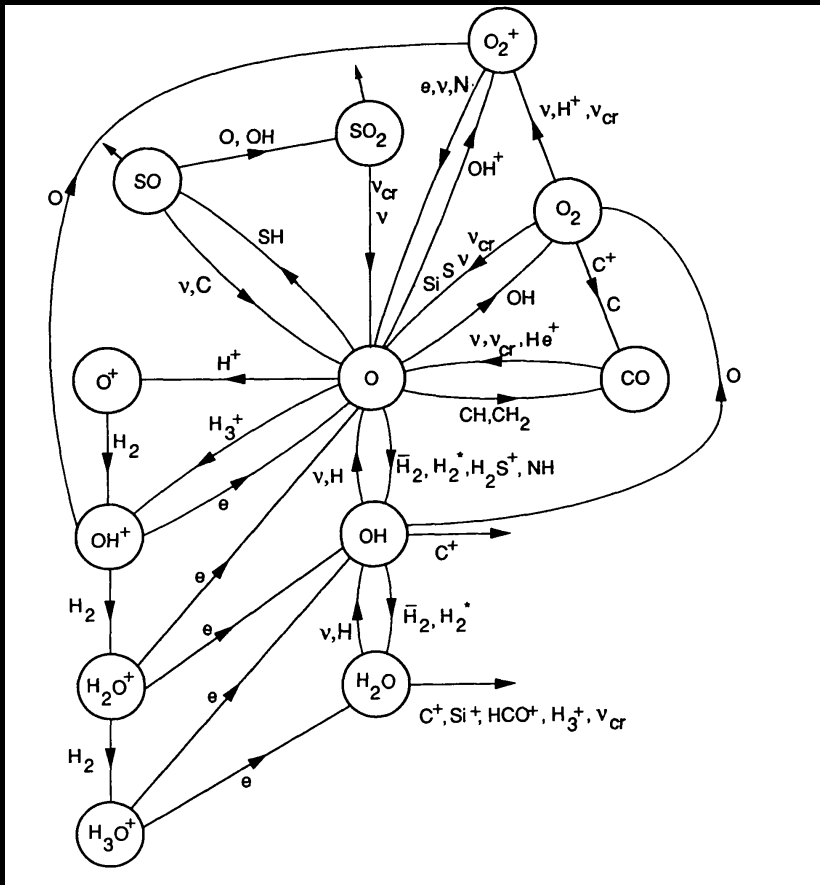 O₂⁺
e,ν,N
ν,H⁺,νcr
O, OH
SO₂
SO
OH⁺
O
νcr
ν
O₂
SH
νcr
ν
S
Si
C⁺
ν,C
OH
C
ν,νcr,He⁺
O⁺
H⁺
O
CO
O
CH,CH₂
H₃⁺
H₂
ν,H
H̅₂, H₂*,H₂S⁺, NH
e
OH⁺
OH
C⁺
e
H₂
H̅₂, H₂*
e
ν,H
H₂O⁺
e
H₂O
C⁺,Si⁺,HCO⁺,H₃⁺,νcr
H₂
e
H₃O⁺